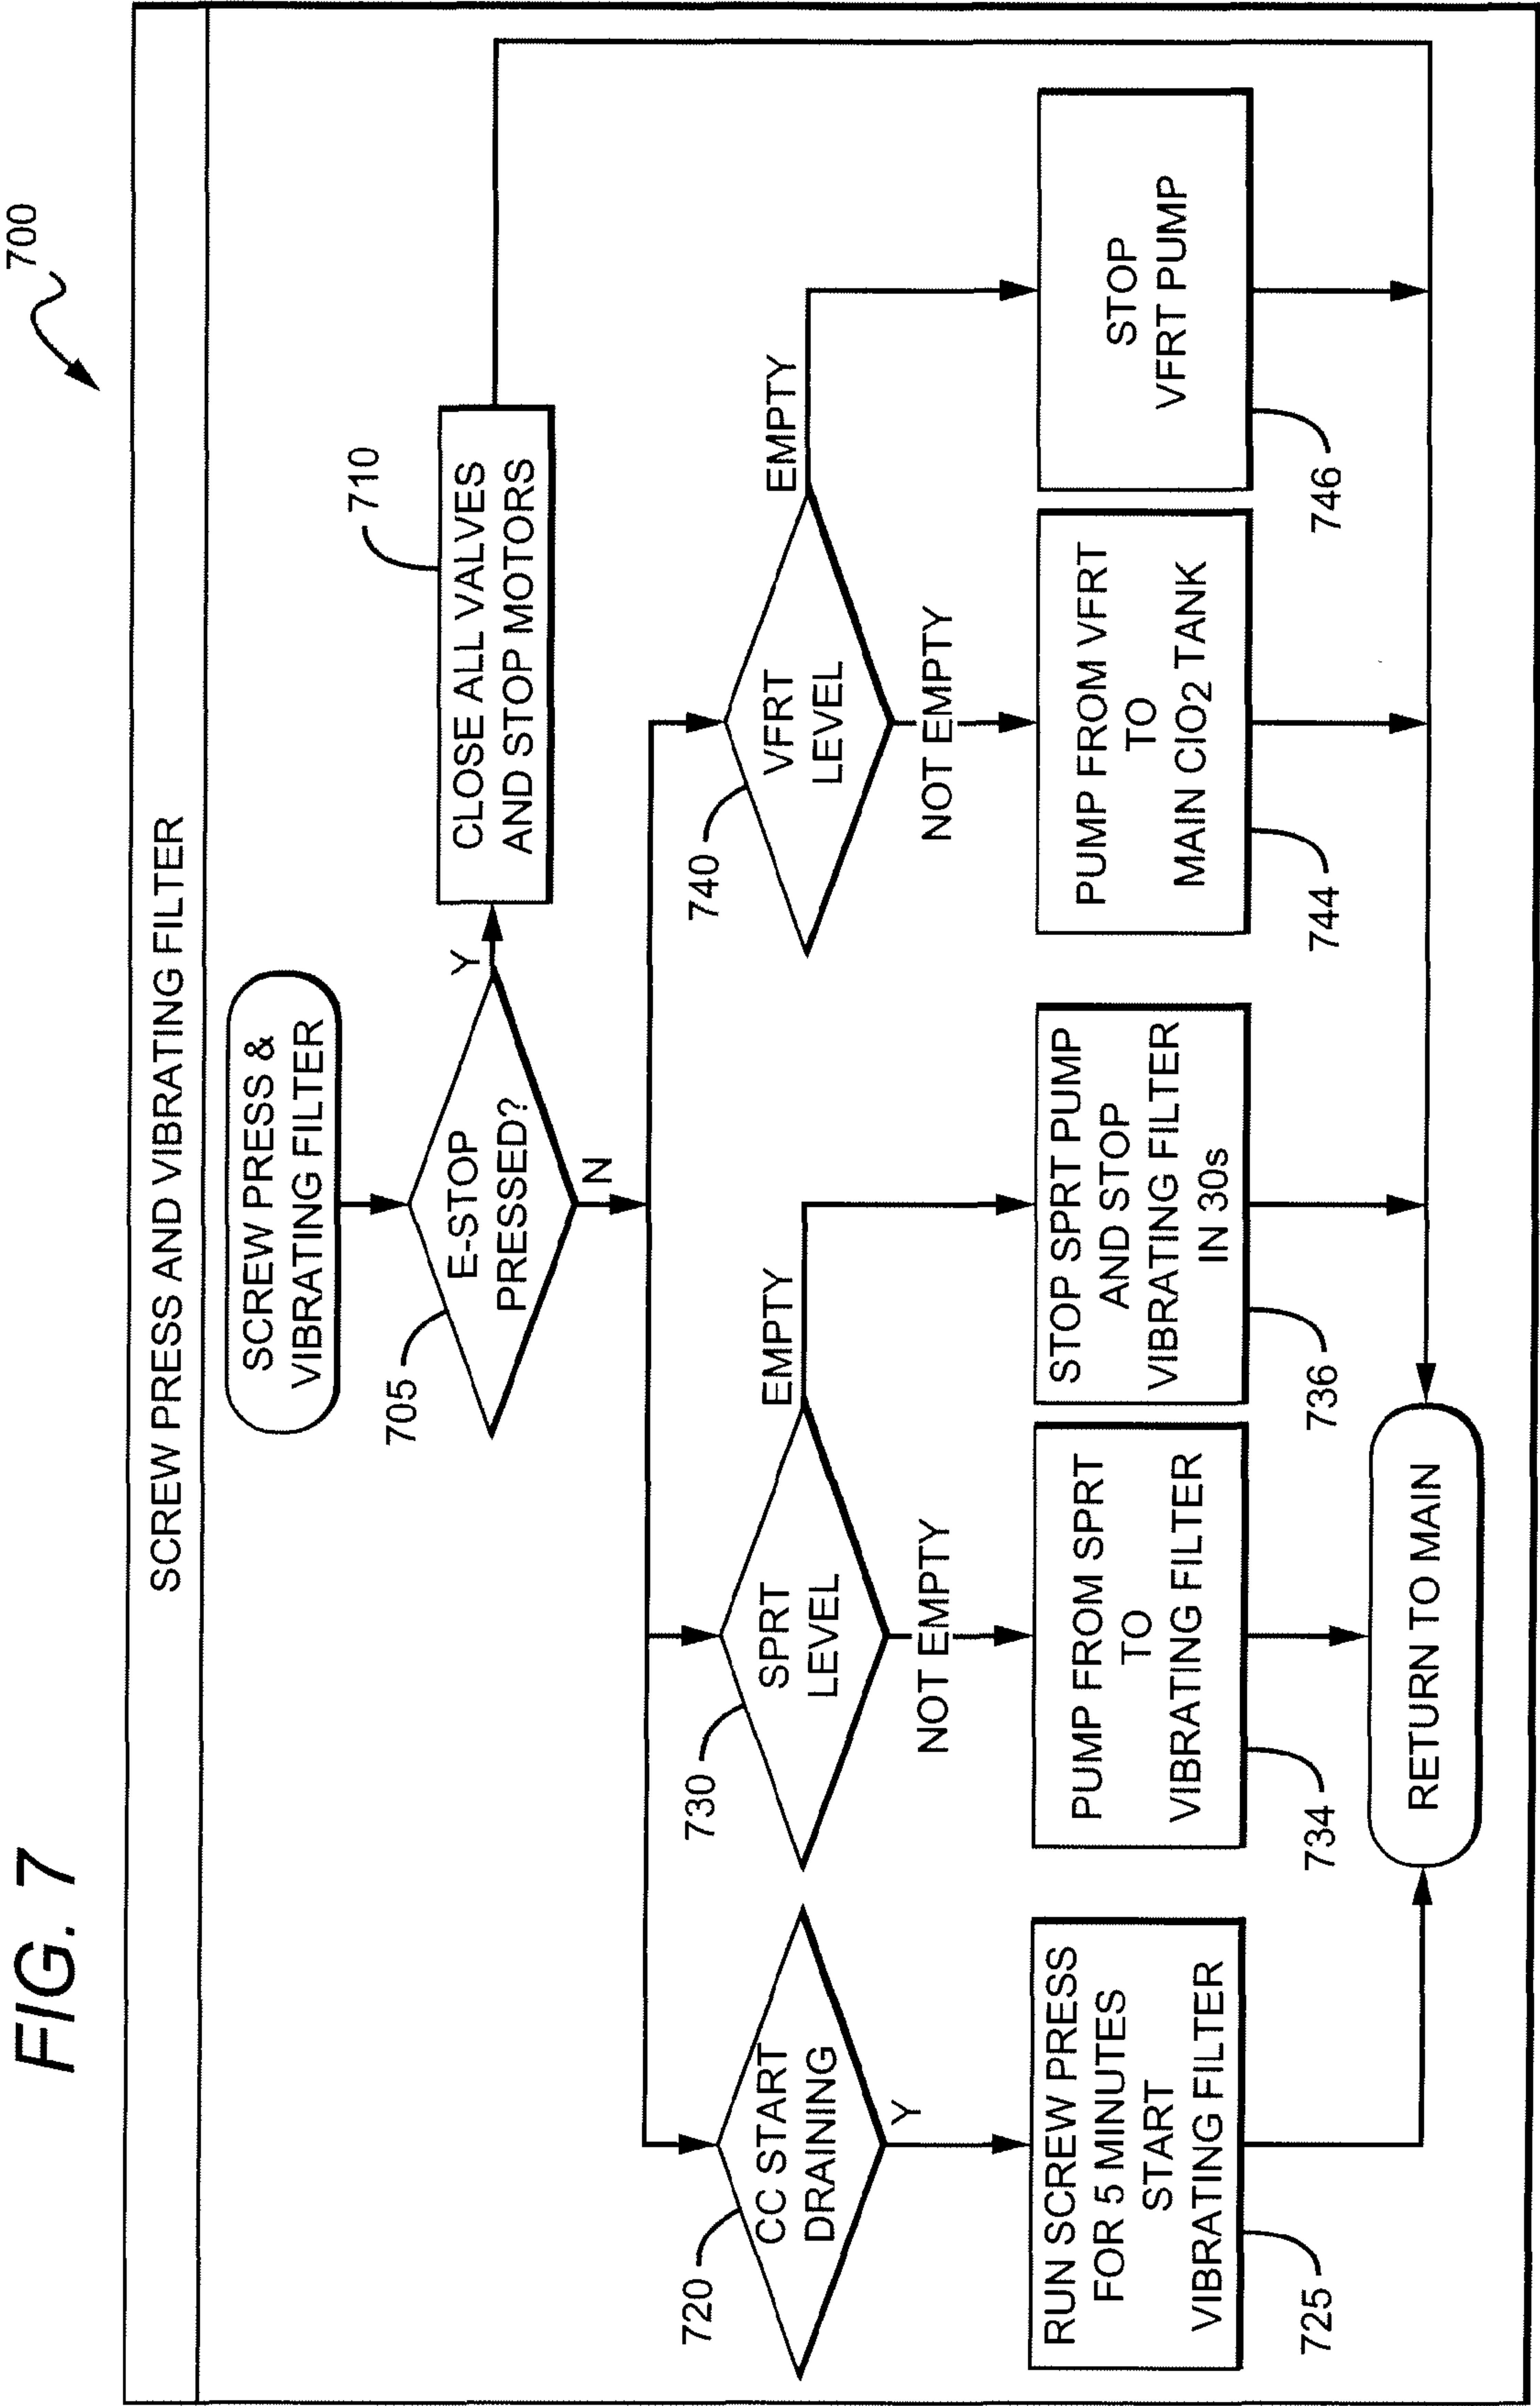 FIG. 7
700
SCREW PRESS AND VIBRATING FILTER
SCREW PRESS &
VIBRATING FILTER
705
E-STOP
PRESSED?
Y
N
710
CLOSE ALL VALVES
AND STOP MOTORS
720
CC START
DRAINING
Y
730
SPRT
LEVEL
EMPTY
NOT EMPTY
740
VFRT
LEVEL
EMPTY
NOT EMPTY
RUN SCREW PRESS
FOR 5 MINUTES
START
VIBRATING FILTER
725
PUMP FROM SPRT
TO
VIBRATING FILTER
734
STOP SPRT PUMP
AND STOP
VIBRATING FILTER
IN 30s
736
PUMP FROM VFRT
TO
MAIN ClO2 TANK
744
STOP
VFRT PUMP
746
RETURN TO MAIN